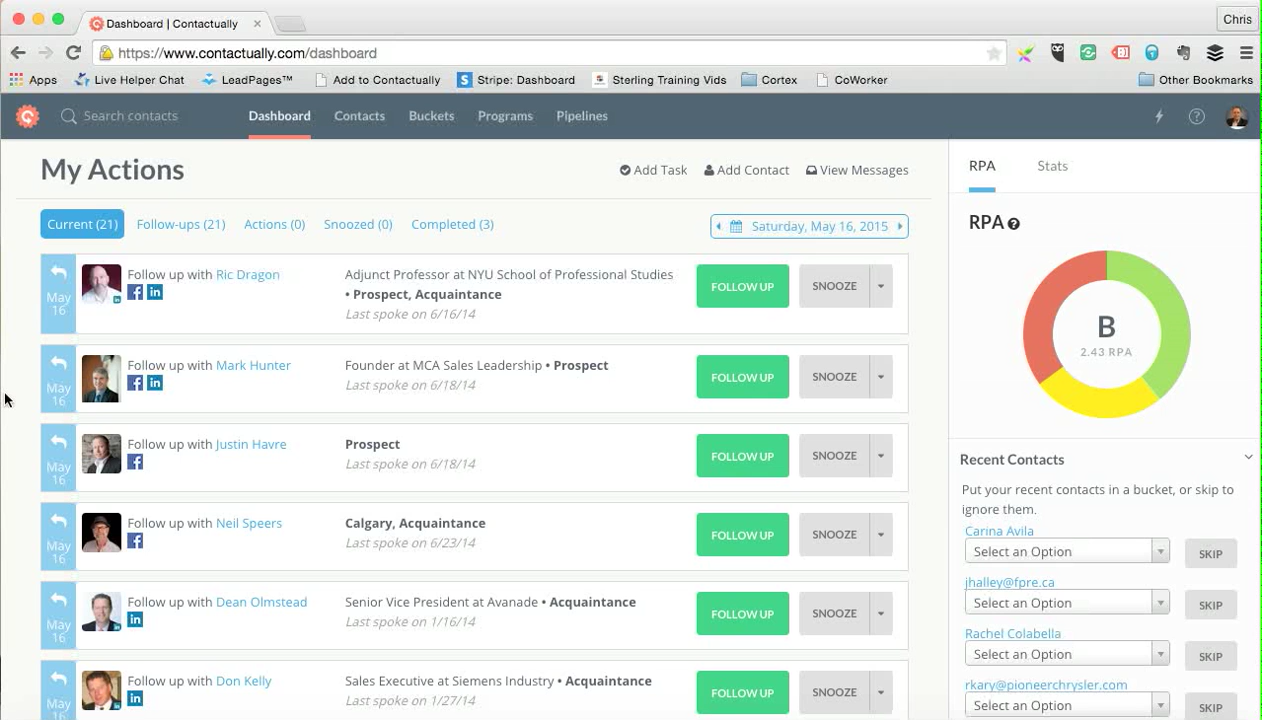 Dashboard | Contactually
Chris
https://www.contactually.com/dashboard
Apps
Live Helper Chat
LeadPages™
Add to Contactually
Stripe: Dashboard
Sterling Training Vids
Cortex
CoWorker
Other Bookmarks
Search contacts
Dashboard
Contacts
Buckets
Programs
Pipelines
My Actions
Add Task
Add Contact
View Messages
Current (21)
Follow-ups (21)
Actions (0)
Snoozed (0)
Completed (3)
Saturday, May 16, 2015
May
16
Follow up with Ric Dragon
Adjunct Professor at NYU School of Professional Studies
• Prospect, Acquaintance
Last spoke on 6/16/14
FOLLOW UP
SNOOZE
May
16
Follow up with Mark Hunter
Founder at MCA Sales Leadership • Prospect
Last spoke on 6/18/14
FOLLOW UP
SNOOZE
May
16
Follow up with Justin Havre
Prospect
Last spoke on 6/18/14
FOLLOW UP
SNOOZE
May
16
Follow up with Neil Speers
Calgary, Acquaintance
Last spoke on 6/23/14
FOLLOW UP
SNOOZE
May
16
Follow up with Dean Olmstead
Senior Vice President at Avanade • Acquaintance
Last spoke on 1/16/14
FOLLOW UP
SNOOZE
May
16
Follow up with Don Kelly
Sales Executive at Siemens Industry • Acquaintance
Last spoke on 1/27/14
FOLLOW UP
SNOOZE
RPA
Stats
RPA
B
2.43 RPA
Recent Contacts
Put your recent contacts in a bucket, or skip to
ignore them.
Carina Avila
Select an Option
SKIP
jhalley@fpre.ca
Select an Option
SKIP
Rachel Colabella
Select an Option
SKIP
rkary@pioneerchrysler.com
Select an Option
SKIP